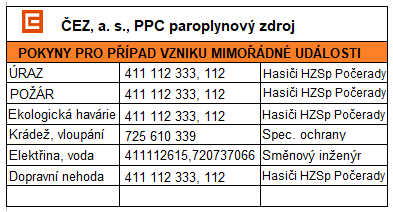 ČEZ, a. s., PPC paroplynový zdroj
POKYNY PRO PŘÍPAD VZNIKU MIMOŘÁDNÉ UDÁLOSTI
ÚRAZ 411 112 333, 112 Hasiči HZSp Počerady
POŽÁR 411 112 333, 112 Hasiči HZSp Počerady
Ekologická havárie 411 112 333, 112 Hasiči HZSp Počerady
Krádež, vloupání 725 610 339 Spec. ochrany
Elektřina, voda 411112615,720737066 Směnový inženýr
Dopravní nehoda 411 112 333, 112 Hasiči HZSp Počerady